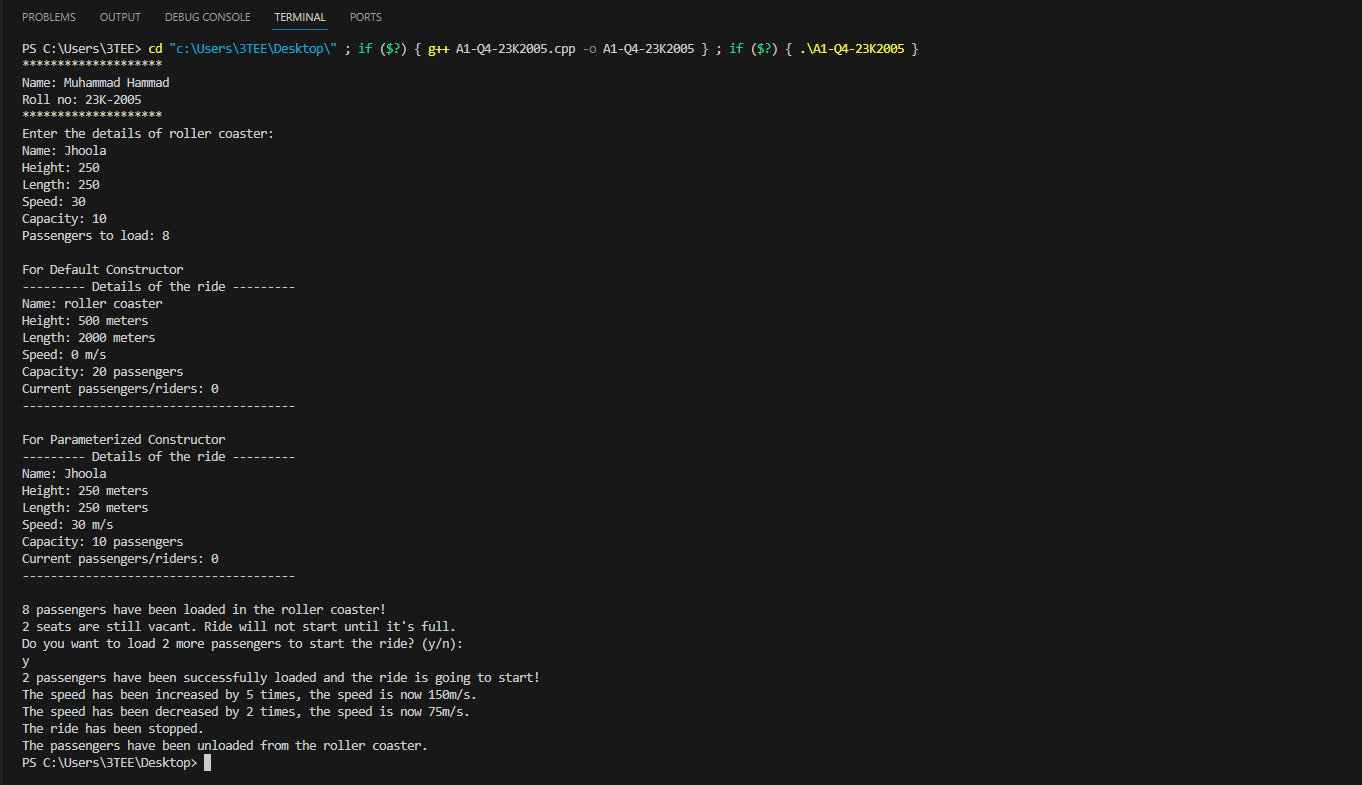 PROBLEMS OUTPUT DEBUG CONSOLE TERMINAL PORTS
PS C:\Users\3TEE> cd "c:\Users\3TEE\Desktop\" ; if ($?) { g++ A1-Q4-23K2005.cpp -o A1-Q4-23K2005 } ; if ($?) { .\A1-Q4-23K2005 }
********************
Name: Muhammad Hammad
Roll no: 23K-2005
********************
Enter the details of roller coaster:
Name: Jhoola
Height: 250
Length: 250
Speed: 30
Capacity: 10
Passengers to load: 8
For Default Constructor
--------- Details of the ride ---------
Name: roller coaster
Height: 500 meters
Length: 2000 meters
Speed: 0 m/s
Capacity: 20 passengers
Current passengers/riders: 0
---------------------------------------
For Parameterized Constructor
--------- Details of the ride ---------
Name: Jhoola
Height: 250 meters
Length: 250 meters
Speed: 30 m/s
Capacity: 10 passengers
Current passengers/riders: 0
---------------------------------------
8 passengers have been loaded in the roller coaster!
2 seats are still vacant. Ride will not start until it's full.
Do you want to load 2 more passengers to start the ride? (y/n):
y
2 passengers have been successfully loaded and the ride is going to start!
The speed has been increased by 5 times, the speed is now 150m/s.
The speed has been decreased by 2 times, the speed is now 75m/s.
The ride has been stopped.
The passengers have been unloaded from the roller coaster.
PS C:\Users\3TEE\Desktop>